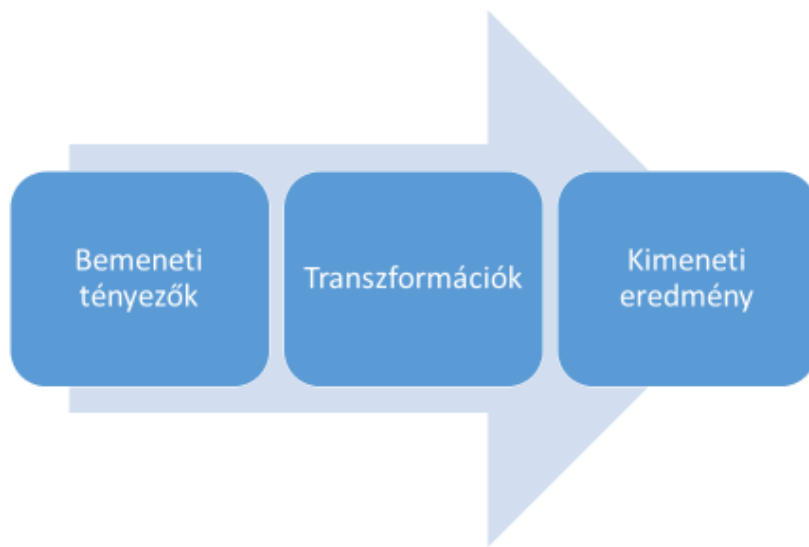 Bemeneti
tényezők
Transzformációk
Kimeneti
eredmény